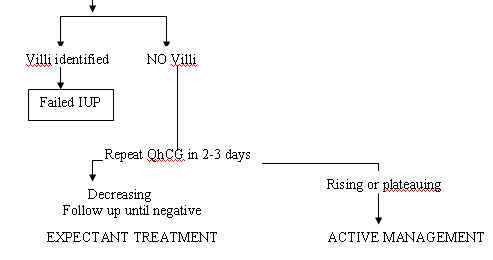 Villi identified
NO Villi
Failed IUP
Repeat QhCG in 2-3 days
Rising or plateauing
Decreasing
Follow up until negative
EXPECTANT TREATMENT
ACTIVE MANAGEMENT